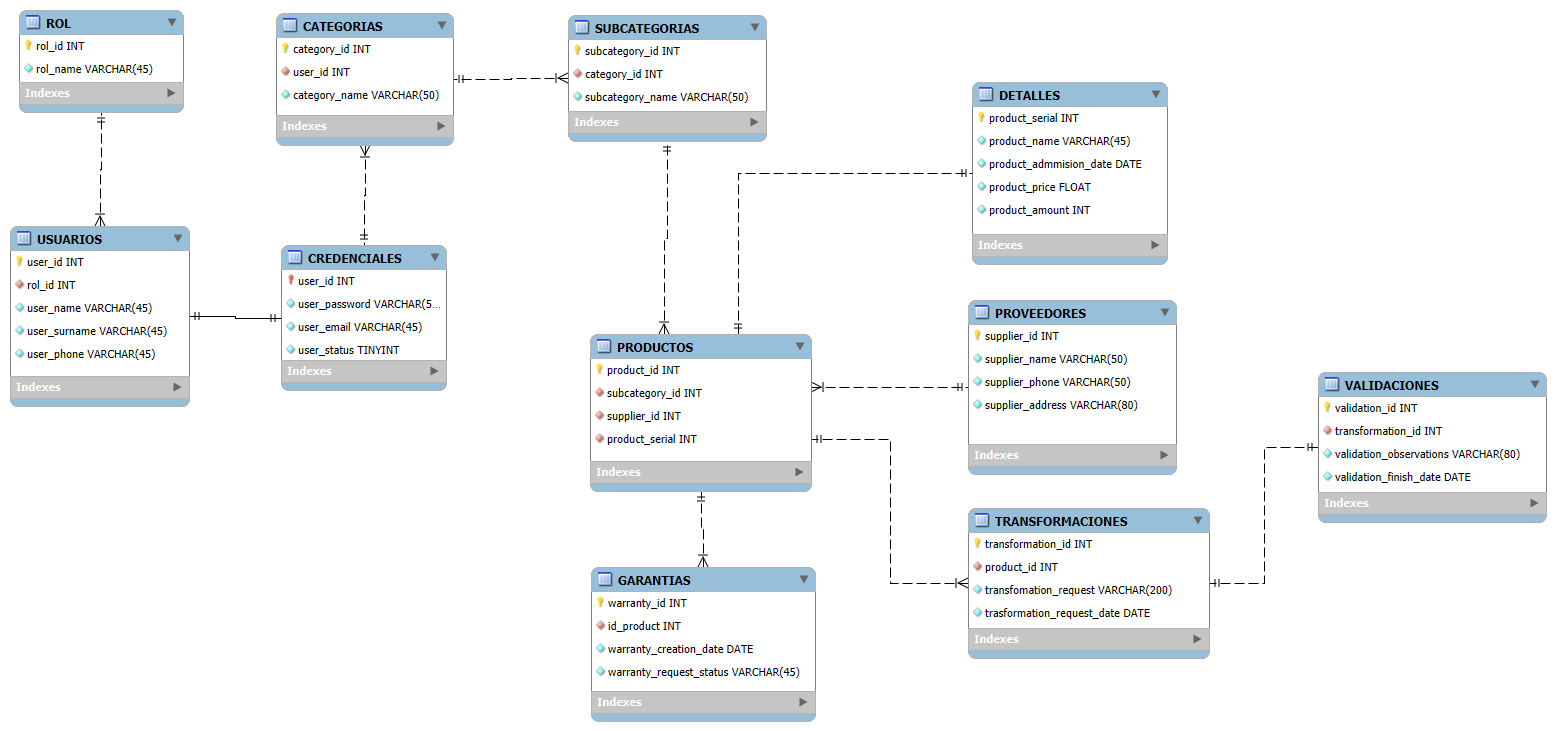 ROL
rol_id INT
rol_name VARCHAR(45)
Indexes
CATEGORIAS
category_id INT
user_id INT
category_name VARCHAR(50)
Indexes
SUBCATEGORIAS
subcategory_id INT
category_id INT
subcategory_name VARCHAR(50)
Indexes
DETALLES
product_serial INT
product_name VARCHAR(45)
product_admmision_date DATE
product_price FLOAT
product_amount INT
Indexes
USUARIOS
user_id INT
rol_id INT
user_name VARCHAR(45)
user_surname VARCHAR(45)
user_phone VARCHAR(45)
Indexes
CREDENCIALES
user_id INT
user_password VARCHAR(5...
user_email VARCHAR(45)
user_status TINYINT
Indexes
PRODUCTOS
product_id INT
subcategory_id INT
supplier_id INT
product_serial INT
Indexes
PROVEEDORES
supplier_id INT
supplier_name VARCHAR(50)
supplier_phone VARCHAR(50)
supplier_address VARCHAR(80)
Indexes
VALIDACIONES
validation_id INT
transformation_id INT
validation_observations VARCHAR(80)
validation_finish_date DATE
Indexes
TRANSFORMACIONES
transformation_id INT
product_id INT
transfomation_request VARCHAR(200)
trasformation_request_date DATE
Indexes
GARANTIAS
warranty_id INT
id_product INT
warranty_creation_date DATE
warranty_request_status VARCHAR(45)
Indexes